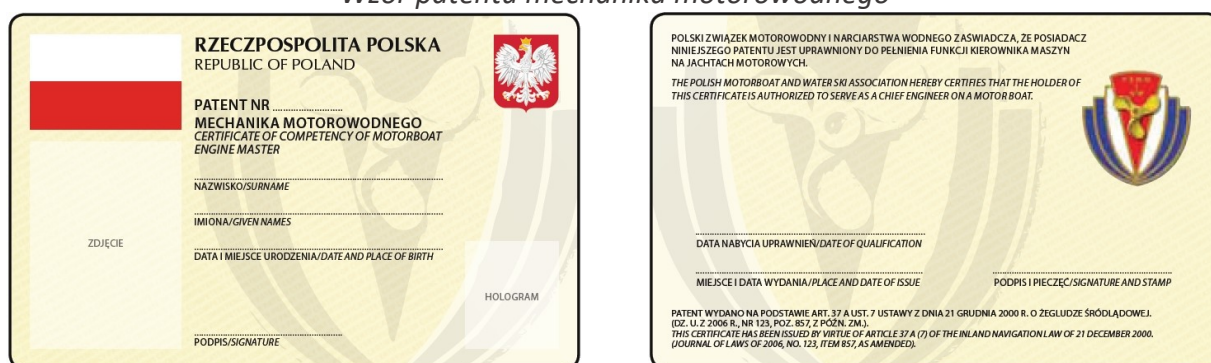 Wzór patentu mechanika motorowodnego
RZECZPOSPOLITA POLSKA
REPUBLIC OF POLAND
PATENT NR ........................
MECHANIKA MOTOROWODNEGO
CERTIFICATE OF COMPETENCY OF MOTORBOAT
ENGINE MASTER
NAZWISKO/SURNAME
IMIONA/GIVEN NAMES
ZDJĘCIE
DATA I MIEJSCE URODZENIA/DATE AND PLACE OF BIRTH
HOLOGRAM
PODPIS/SIGNATURE
POLSKI ZWIĄZEK MOTOROWODNY I NARCIARSTWA WODNEGO ZAŚWIADCZA, ŻE POSIADACZ
NINIEJSZEGO PATENTU JEST UPRAWNIONY DO PEŁNIENIA FUNKCJI KIEROWNIKA MASZYN
NA JACHTACH MOTOROWYCH.
THE POLISH MOTORBOAT AND WATER SKI ASSOCIATION HEREBY CERTIFIES THAT THE HOLDER OF
THIS CERTIFICATE IS AUTHORIZED TO SERVE AS A CHIEF ENGINEER ON A MOTOR BOAT.
DATA NABYCIA UPRAWNIEŃ/DATE OF QUALIFICATION
MIEJSCE I DATA WYDANIA/PLACE AND DATE OF ISSUE
PODPIS I PIECZĘĆ/SIGNATURE AND STAMP
PATENT WYDANO NA PODSTAWIE ART. 37 A UST. 7 USTAWY Z DNIA 21 GRUDNIA 2000 R. O ŻEGLUDZE ŚRÓDLĄDOWEJ.
(DZ. U. Z 2006 R., NR 123, POZ. 857, Z PÓŹN. ZM.).
THIS CERTIFICATE HAS BEEN ISSUED BY VIRTUE OF ARTICLE 37 A (7) OF THE INLAND NAVIGATION LAW OF 21 DECEMBER 2000.
(JOURNAL OF LAWS OF 2006, NO. 123, ITEM 857, AS AMENDED).